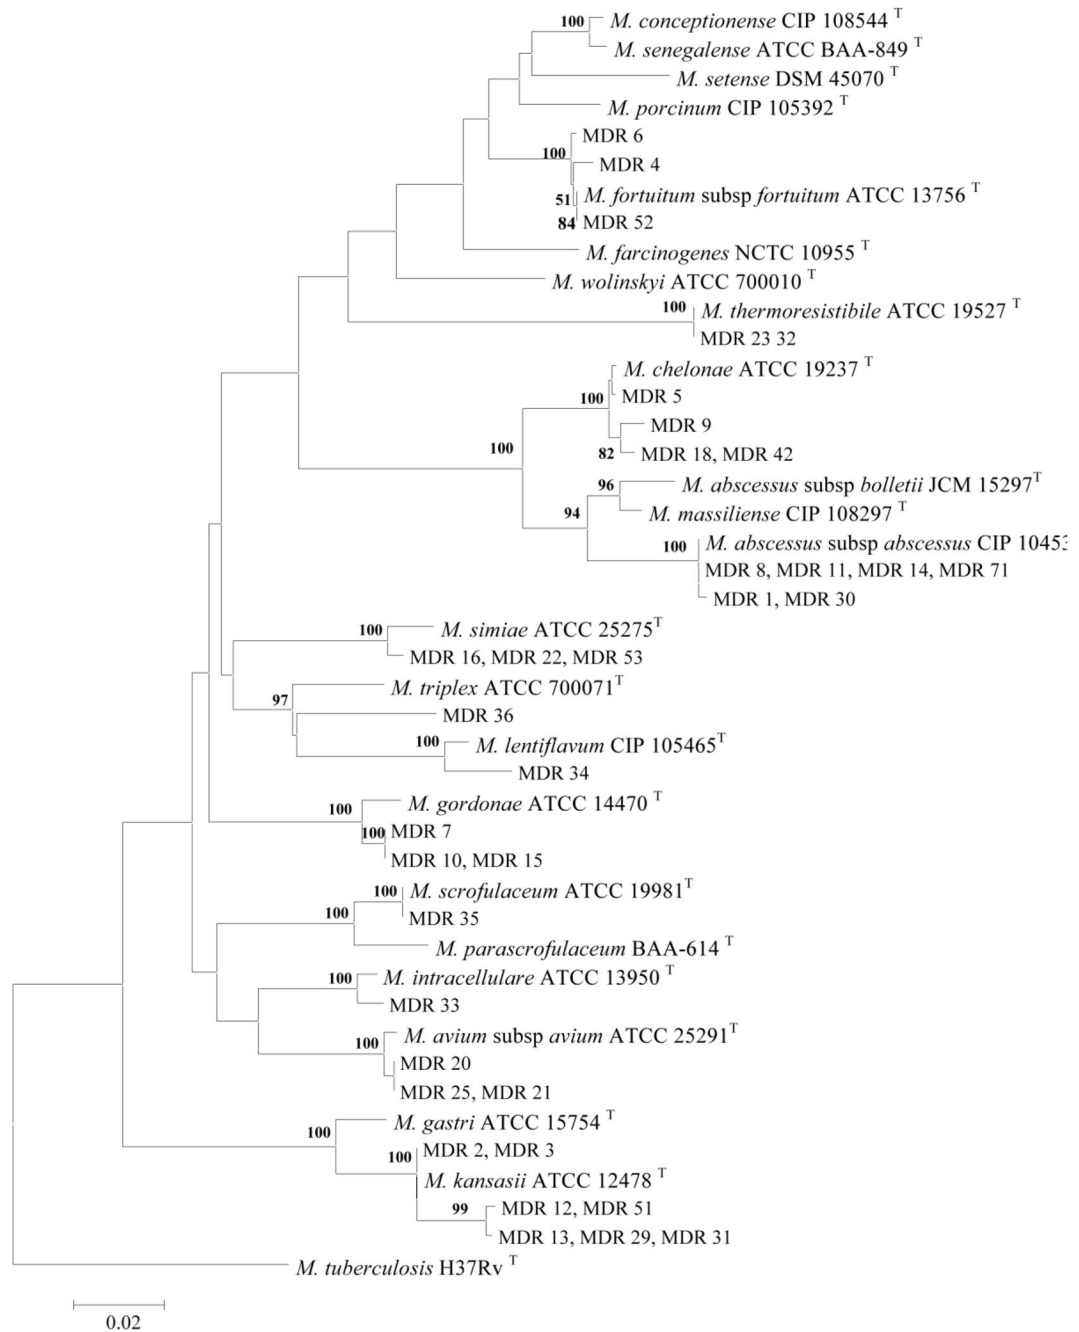 100 M. conceptionense CIP 108544 T
M. senegalense ATCC BAA-849 T
M. setense DSM 45070 T
M. porcinum CIP 105392 T
MDR 6
100
MDR 4
51 M. fortuitum subsp fortuitum ATCC 13756 T
84 MDR 52
M. farcinogenes NCTC 10955 T
M. wolinskyi ATCC 700010 T
100 M. thermoresistibile ATCC 19527 T
MDR 23 32
M. chelonae ATCC 19237 T
100 MDR 5
MDR 9
100
82 MDR 18, MDR 42
96 M. abscessus subsp bolletii JCM 15297 T
94 M. massiliense CIP 108297 T
100 M. abscessus subsp abscessus CIP 10453
MDR 8, MDR 11, MDR 14, MDR 71
MDR 1, MDR 30
100 M. simiae ATCC 25275 T
MDR 16, MDR 22, MDR 53
97 M. triplex ATCC 700071 T
MDR 36
100 M. lentiflavum CIP 105465 T
MDR 34
100 M. gordonae ATCC 14470 T
100 MDR 7
MDR 10, MDR 15
100 M. scrofulaceum ATCC 19981 T
100 MDR 35
M. parascrofulaceum BAA-614 T
100 M. intracellulare ATCC 13950 T
MDR 33
100 M. avium subsp avium ATCC 25291 T
MDR 20
MDR 25, MDR 21
100 M. gastri ATCC 15754 T
100 MDR 2, MDR 3
M. kansasii ATCC 12478 T
99 MDR 12, MDR 51
MDR 13, MDR 29, MDR 31
M. tuberculosis H37Rv T
0.02